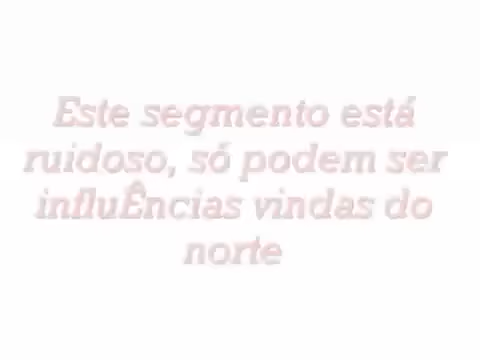 Este segmento está
ruidoso, só podem ser
influÊncias vindas do
norte